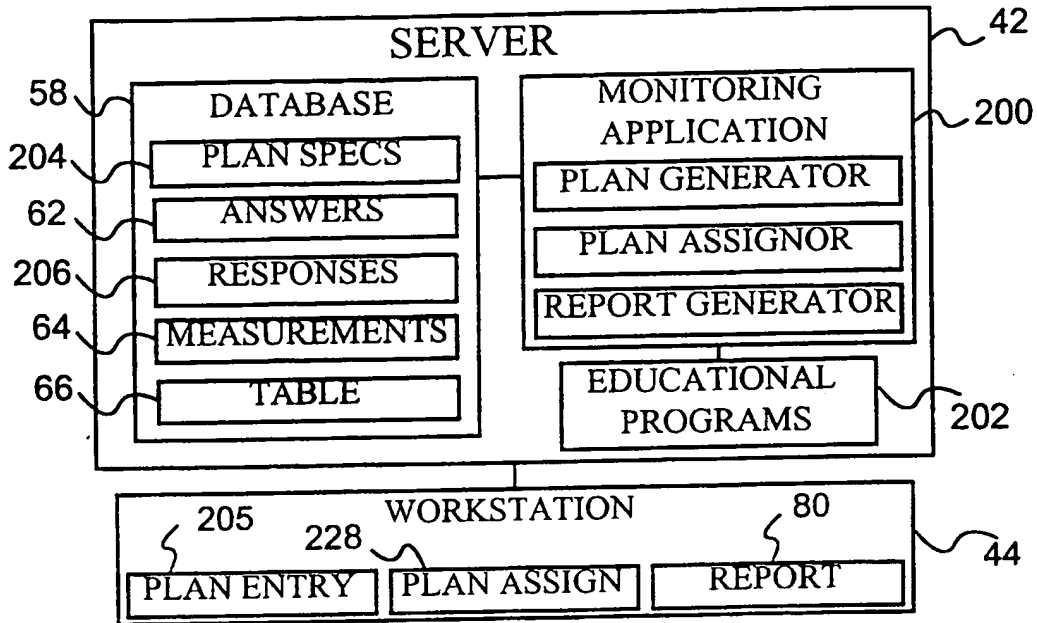 SERVER
42
58
DATABASE
204
PLAN SPECS
62
ANSWERS
206
RESPONSES
64
MEASUREMENTS
66
TABLE
MONITORING
APPLICATION
200
PLAN GENERATOR
PLAN ASSIGNOR
REPORT GENERATOR
EDUCATIONAL
PROGRAMS
202
WORKSTATION
44
205
PLAN ENTRY
228
PLAN ASSIGN
80
REPORT